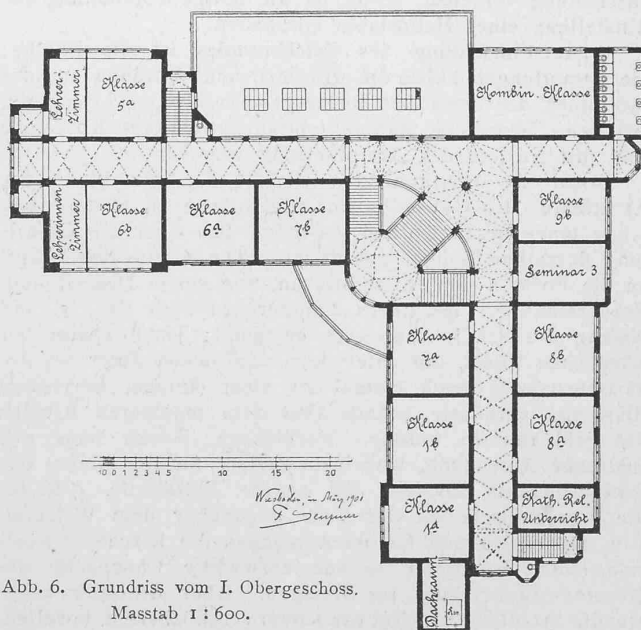 Lehrer-
Zimmer
Klasse
5a
Kombin. Klasse
Lehrerinnen
Zimmer
Klasse
6b
Klasse
6a
Klasse
7b
Klasse
9b
Seminar 3
Klasse
7a
Klasse
8b
Klasse
1b
Klasse
8a
Klasse
1a
Kath. Rel.
Unterricht
Dachraum
10 1 2 3 4 5 10 15 20
Wiesbaden, im März 1901
Abb. 6. Grundriss vom I. Obergeschoss.
Masstab 1 : 600.